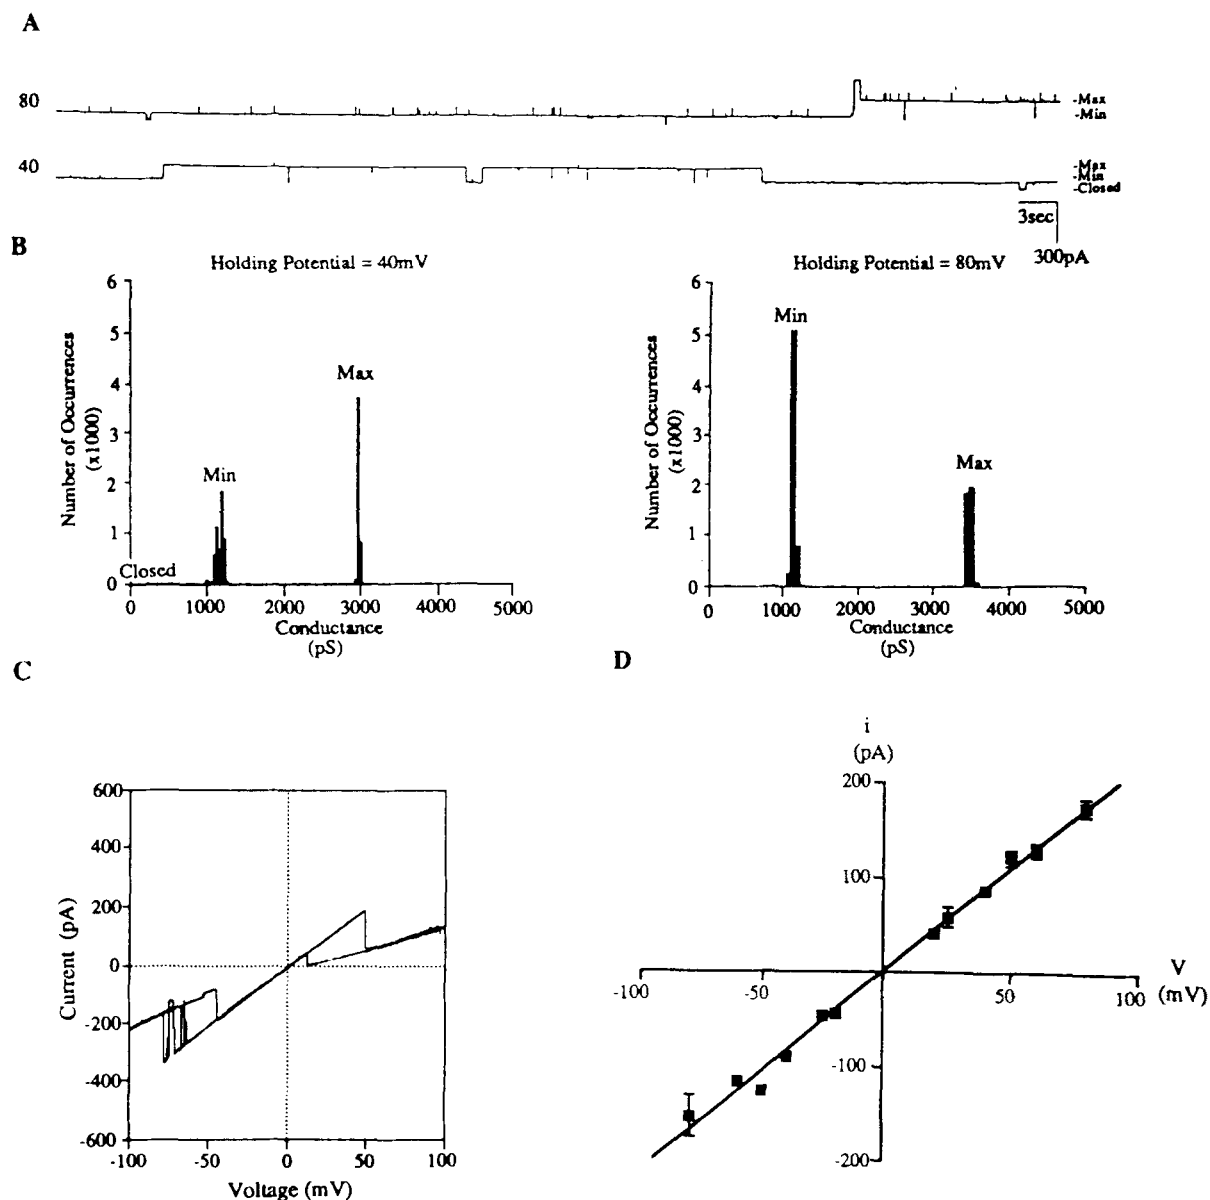 A
80
-Max
-Min
40
-Max
-Min
-Closed
3sec
300pA
B
Holding Potential = 40mV
Number of Occurrences
(x1000)
6
5
4
3
2
1
0
Closed
Min
Max
0 1000 2000 3000 4000 5000
Conductance
(pS)
Holding Potential = 80mV
Number of Occurrences
(x1000)
6
5
4
3
2
1
0
Min
Max
0 1000 2000 3000 4000 5000
Conductance
(pS)
C
Current (pA)
600
400
200
0
-200
-400
-600
-100 -50 0 50 100
Voltage (mV)
D
i
(pA)
200
100
-100
-200
-100 -50 50 100
V
(mV)